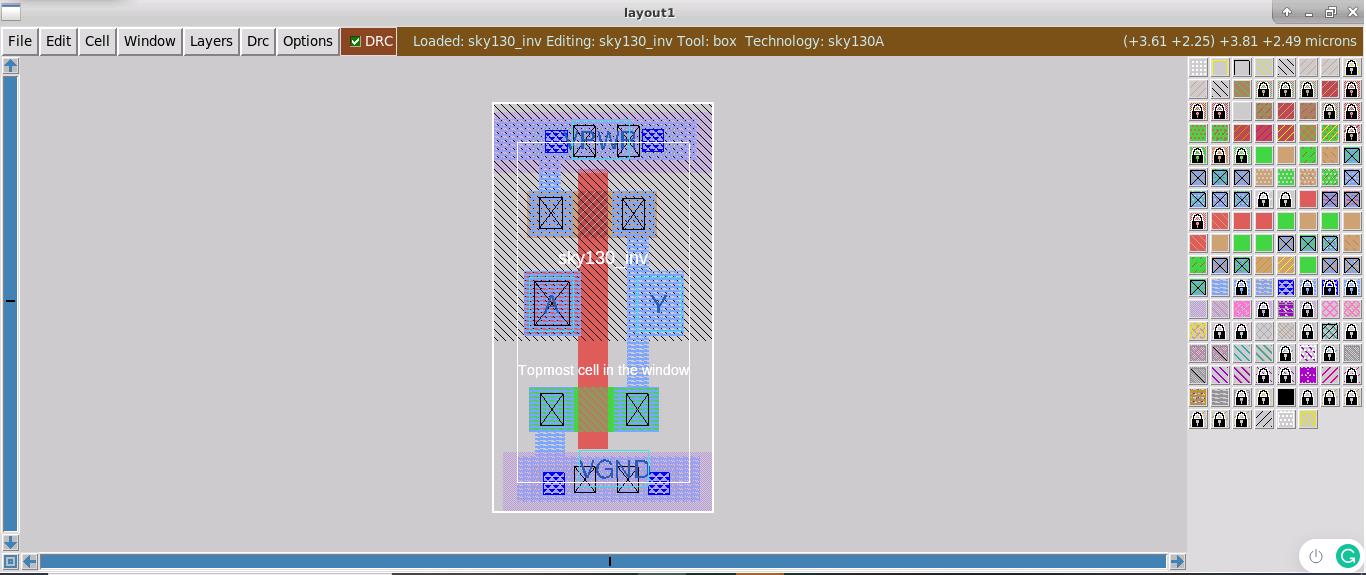 layout1
File Edit Cell Window Layers Drc Options DRC Loaded: sky130_inv Editing: sky130_inv Tool: box Technology: sky130A (+3.61 +2.25) +3.81 +2.49 microns
VPWR
sky130_inv
A Y
Topmost cell in the window
VGND